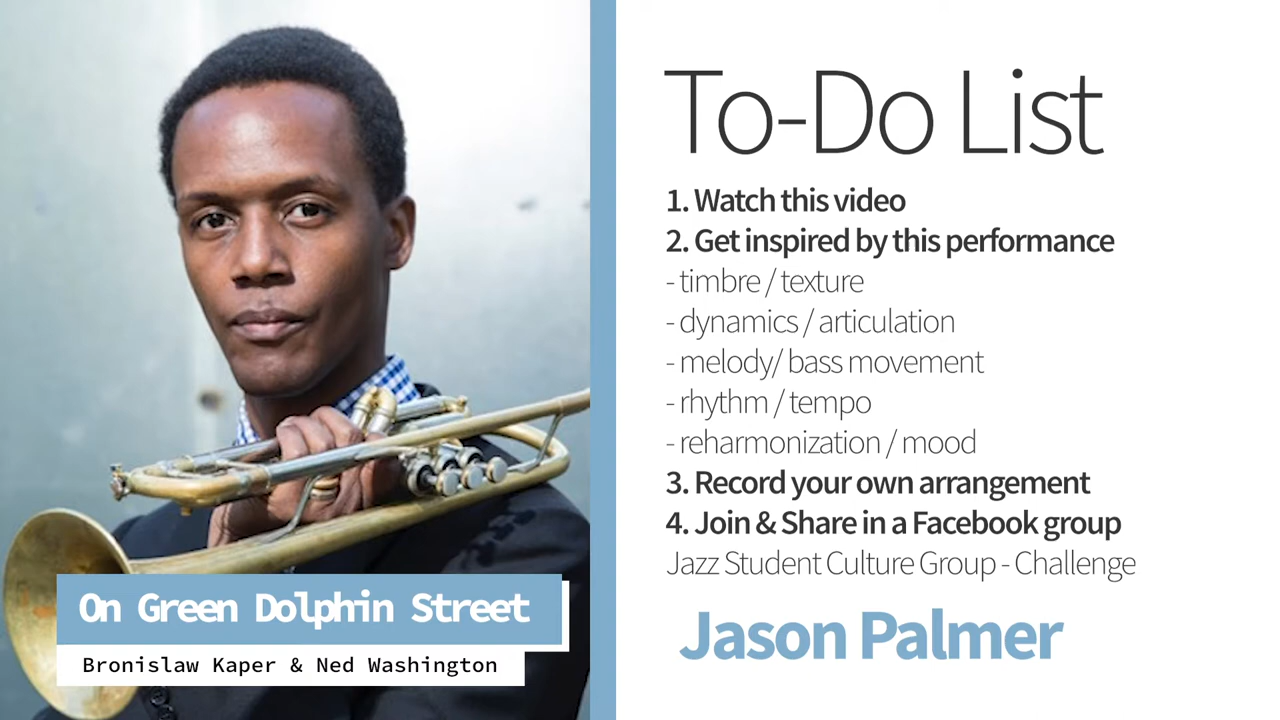 On Green Dolphin Street
Bronislaw Kaper & Ned Washington
To-Do List
1. Watch this video
2. Get inspired by this performance
- timbre / texture
- dynamics / articulation
- melody/ bass movement
- rhythm / tempo
- reharmonization / mood
3. Record your own arrangement
4. Join & Share in a Facebook group
Jazz Student Culture Group - Challenge
Jason Palmer